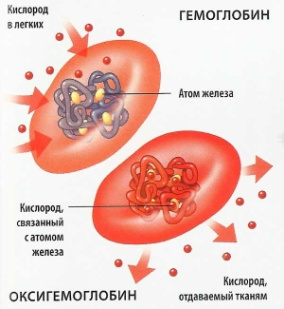 Кислород
в легких
ГЕМОГЛОБИН
Атом железа
Кислород,
связанный
с атомом
железа
Кислород,
отдаваемый тканям
ОКСИГЕМОГЛОБИН